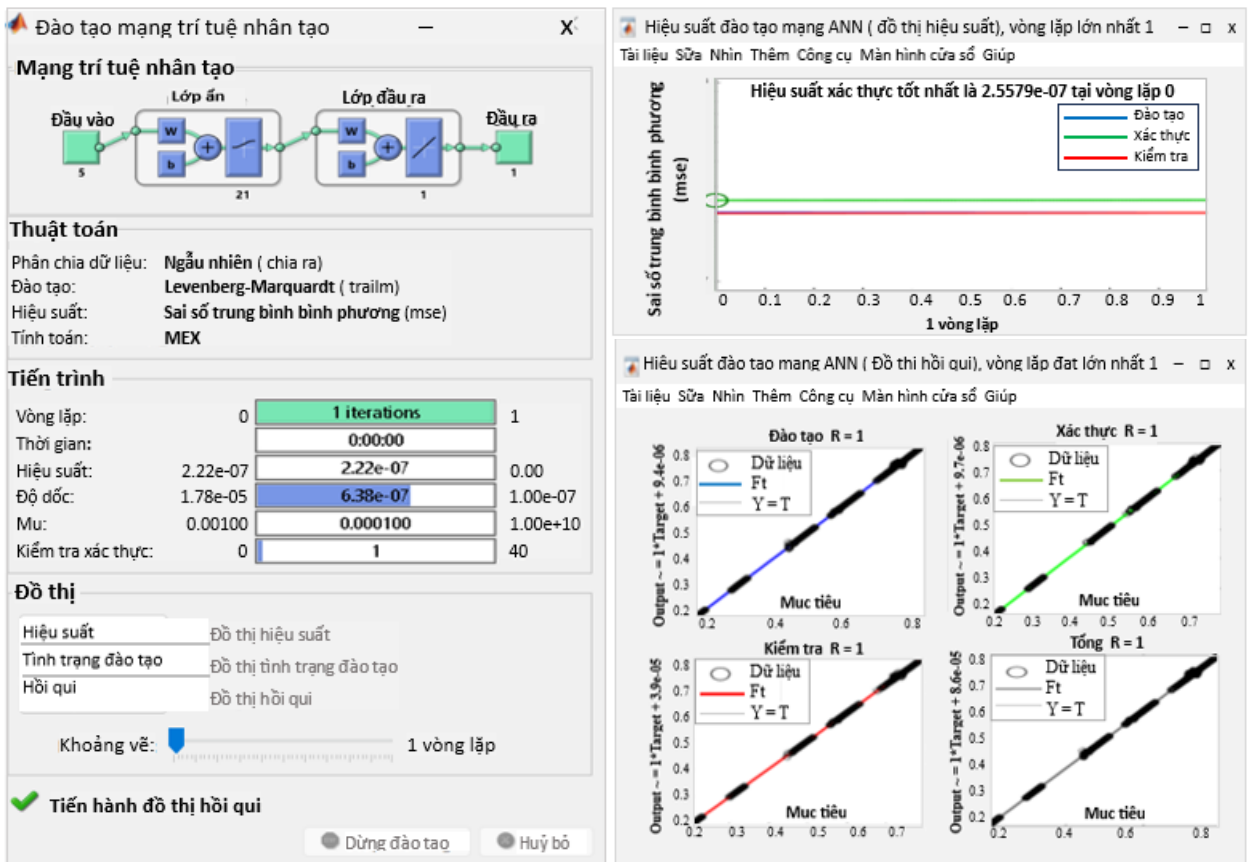 Đào tạo mạng trí tuệ nhân tạo
Mạng trí tuệ nhân tạo
Lớp ẩn
Lớp đầu ra
Đầu vào
Đầu ra
W
b
W
b
5
21
1
1
Thuật toán
Phân chia dữ liệu: Ngẫu nhiên ( chia ra)
Đào tạo: Levenberg-Marquardt ( trailm)
Hiệu suất: Sai số trung bình bình phương (mse)
Tính toán: MEX
Tiến trình
Vòng lặp: 0 1 iterations 1
Thời gian: 0:00:00
Hiệu suất: 2.22e-07 2.22e-07 0.00
Độ dốc: 1.78e-05 6.38e-07 1.00e-07
Mu: 0.00100 0.000100 1.00e+10
Kiểm tra xác thực: 0 1 40
Đồ thị
Hiệu suất Đồ thị hiệu suất
Tình trạng đào tạo Đồ thị tình trạng đào tạo
Hồi qui Đồ thị hồi qui
Khoảng vẽ: 1 vòng lặp
Tiến hành đồ thị hồi qui
Dừng đào tạo Huỷ bỏ
Hiệu suất đào tạo mạng ANN ( đồ thị hiệu suất), vòng lặp lớn nhất 1
Tài liệu Sữa Nhìn Thêm Công cụ Màn hình cửa sổ Giúp
Hiệu suất xác thực tốt nhất là 2.5579e-07 tại vòng lặp 0
Đào tạo
Xác thực
Kiểm tra
Sai số trung bình bình phương
(mse)
0 0.1 0.2 0.3 0.4 0.5 0.6 0.7 0.8 0.9 1
1 vòng lặp
Hiệu suất đào tạo mạng ANN ( Đồ thi hồi qui), vòng lăp đat lớn nhất 1
Tài liệu Sữa Nhìn Thêm Công cụ Màn hình cửa sổ Giúp
Đào tạo R = 1
Output ~ = 1*Target + 9.4e-06
Dữ liệu
Ft
Y = T
0.8
0.7
0.6
0.5
0.4
0.3
0.2
Muc tiêu
0.2 0.4 0.6 0.8
Xác thực R = 1
Output ~ = 1*Target + 9.7e-06
Dữ liệu
Ft
Y = T
0.8
0.7
0.6
0.5
0.4
0.3
0.2
Muc tiêu
0.2 0.3 0.4 0.5 0.6 0.7
Kiểm tra R = 1
Output ~ = 1*Target + 3.9e-05
Dữ liệu
Ft
Y = T
0.8
0.7
0.6
0.5
0.4
0.3
0.2
Muc tiêu
0.2 0.3 0.4 0.5 0.6 0.7
Tổng R = 1
Output ~ = 1*Target + 8.6e-05
Dữ liệu
Ft
Y = T
0.8
0.7
0.6
0.5
0.4
0.3
0.2
Muc tiêu
0.2 0.4 0.6 0.8